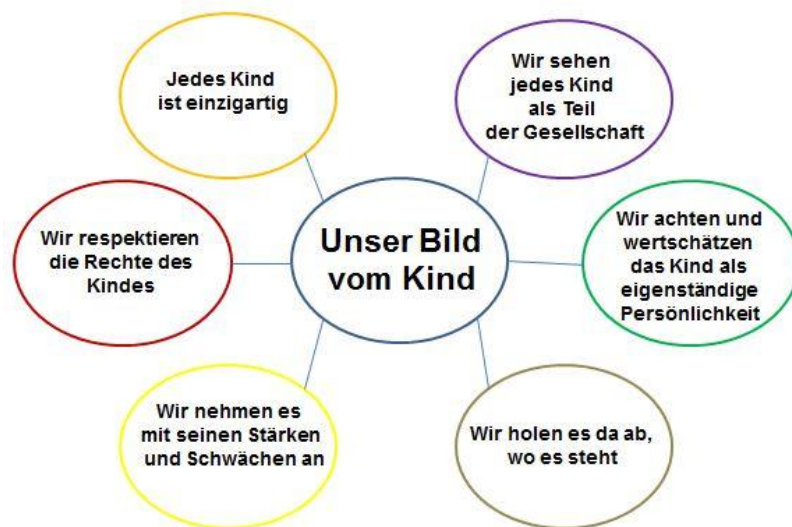 Jedes Kind
ist einzigartig
Wir sehen
jedes Kind
als Teil
der Gesellschaft
Wir respektieren
die Rechte des
Kindes
Unser Bild
vom Kind
Wir achten und
wertschätzen
das Kind als
eigenständige
Persönlichkeit
Wir nehmen es
mit seinen Stärken
und Schwächen an
Wir holen es da ab,
wo es steht